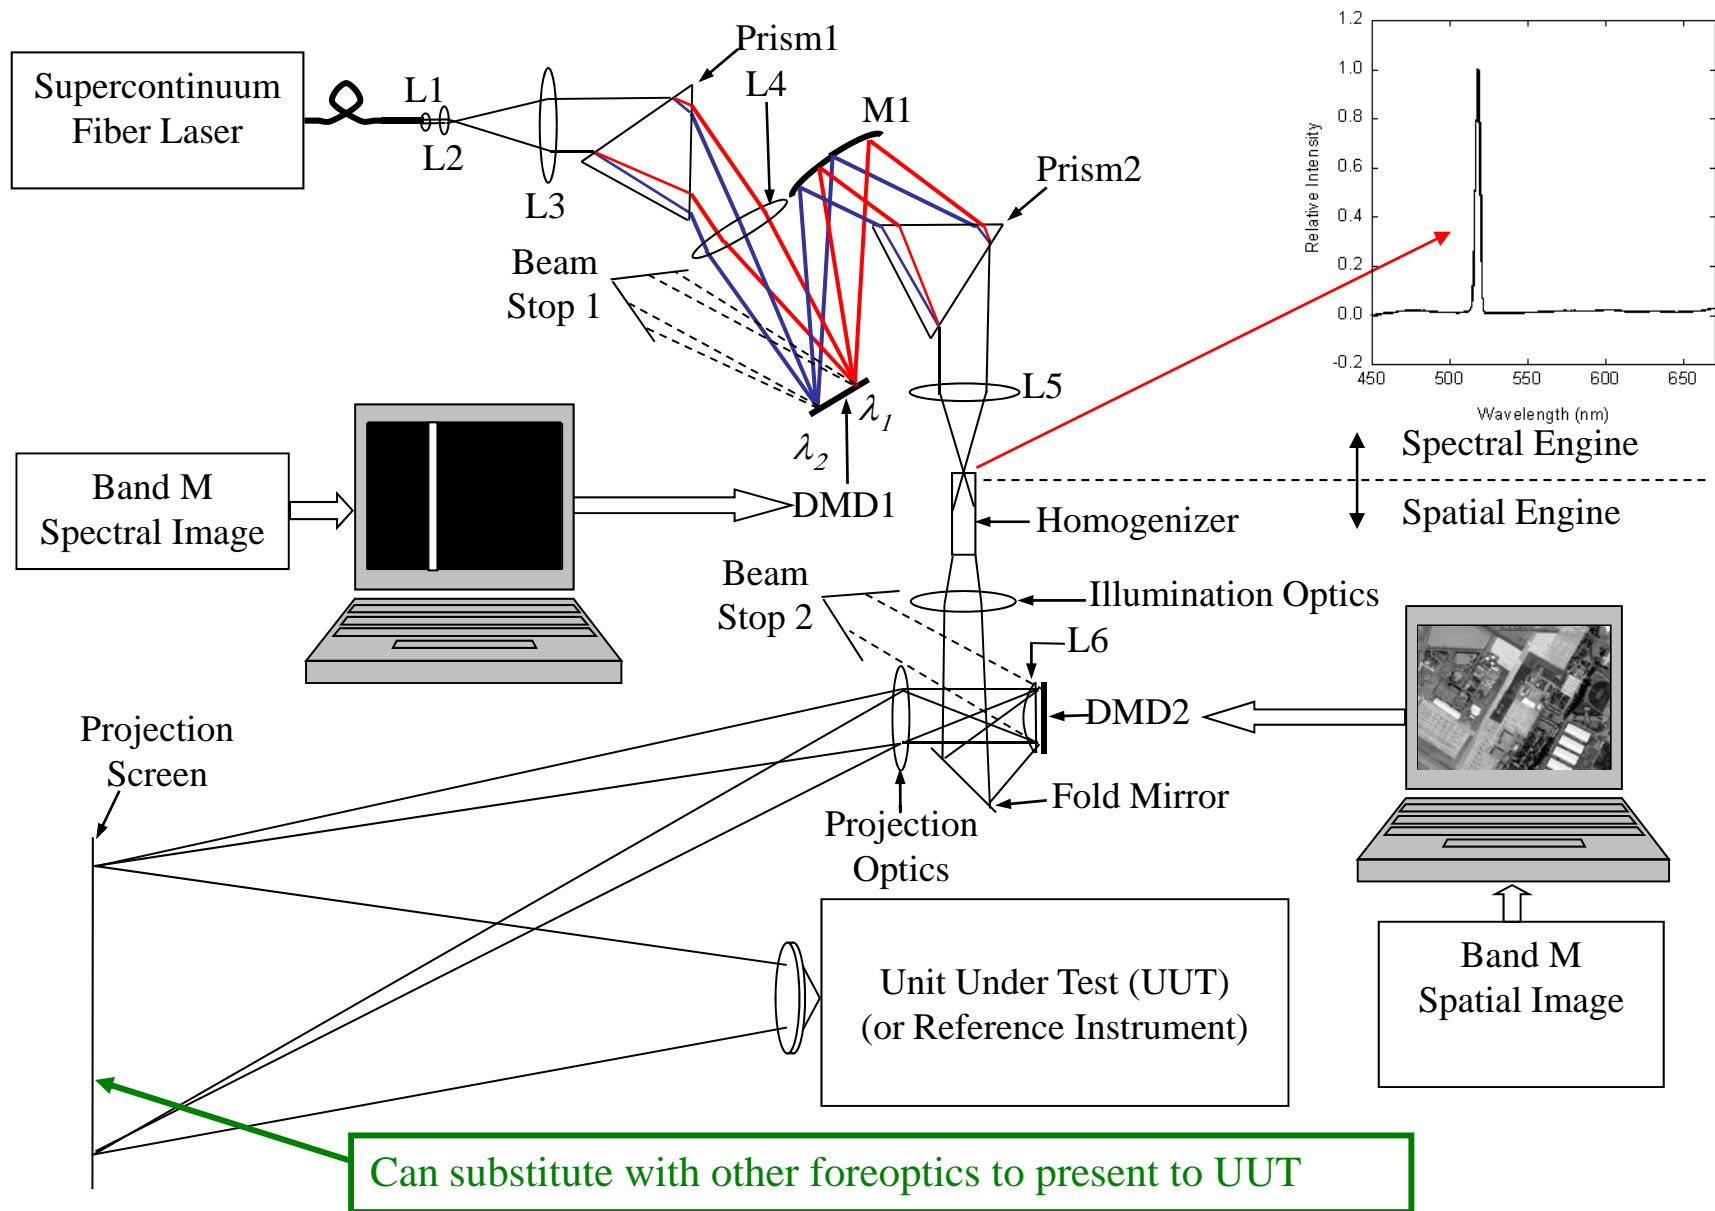 Supercontinuum
Fiber Laser
L1
L2
L3
Prism1
L4
M1
Prism2
Beam
Stop 1
L5
λ1
λ2
DMD1
1.2
1.0
0.8
0.6
0.4
0.2
0.0
-0.2
Relative Intensity
450
500
550
600
650
Wavelength (nm)
Spectral Engine
Spatial Engine
Band M
Spectral Image
Homogenizer
Beam
Stop 2
Illumination Optics
L6
DMD2
Fold Mirror
Projection
Optics
Projection
Screen
Unit Under Test (UUT)
(or Reference Instrument)
Band M
Spatial Image
Can substitute with other foreoptics to present to UUT